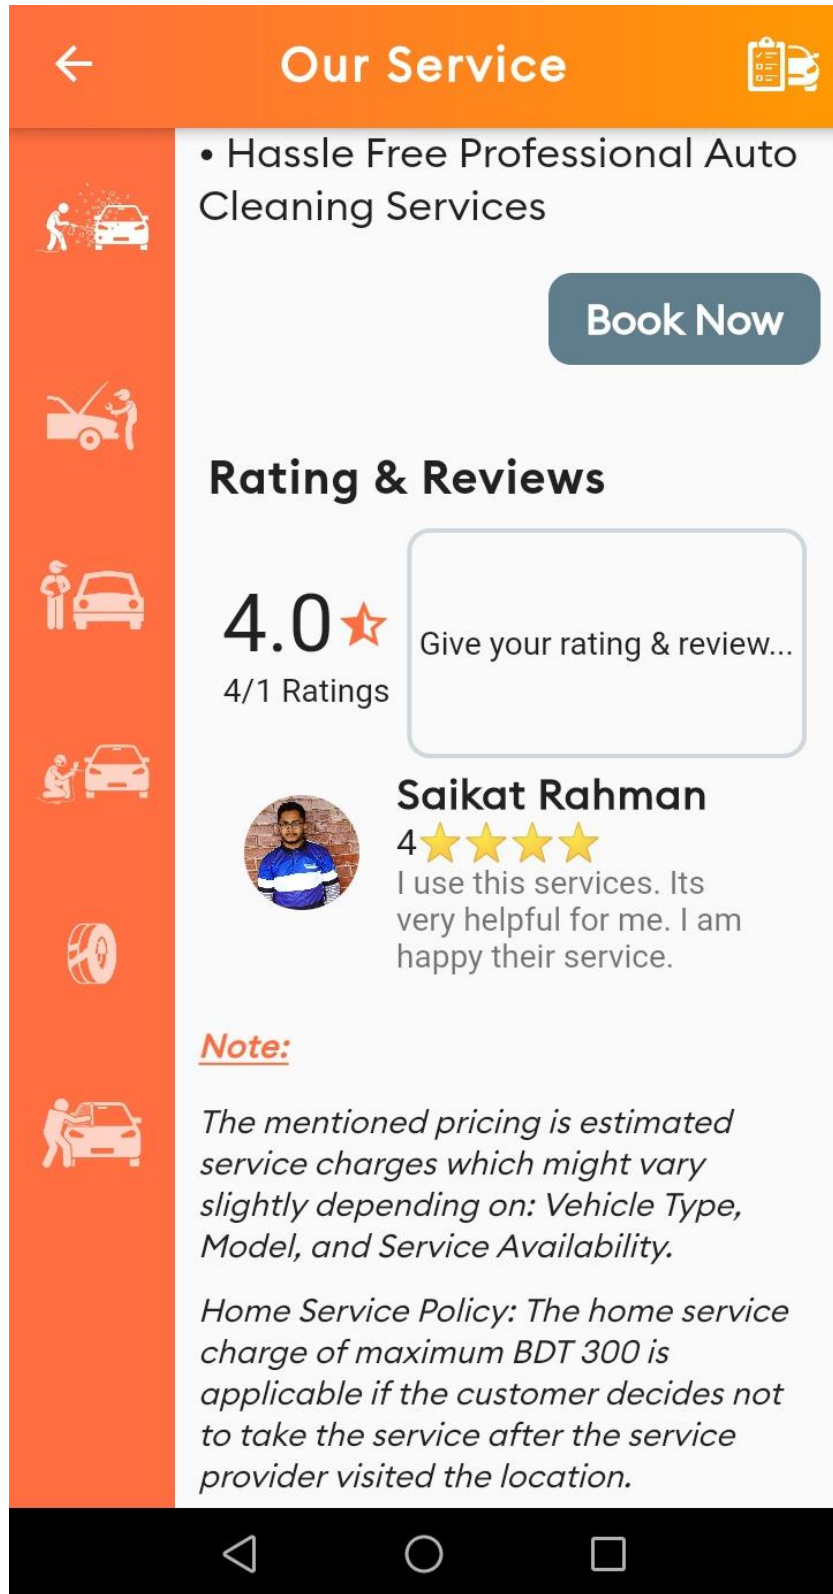 Our Service
• Hassle Free Professional Auto
Cleaning Services
Book Now
Rating & Reviews
4.0
4/1 Ratings
Give your rating & review...
Saikat Rahman
4
I use this services. Its
very helpful for me. I am
happy their service.
Note:
The mentioned pricing is estimated
service charges which might vary
slightly depending on: Vehicle Type,
Model, and Service Availability.
Home Service Policy: The home service
charge of maximum BDT 300 is
applicable if the customer decides not
to take the service after the service
provider visited the location.